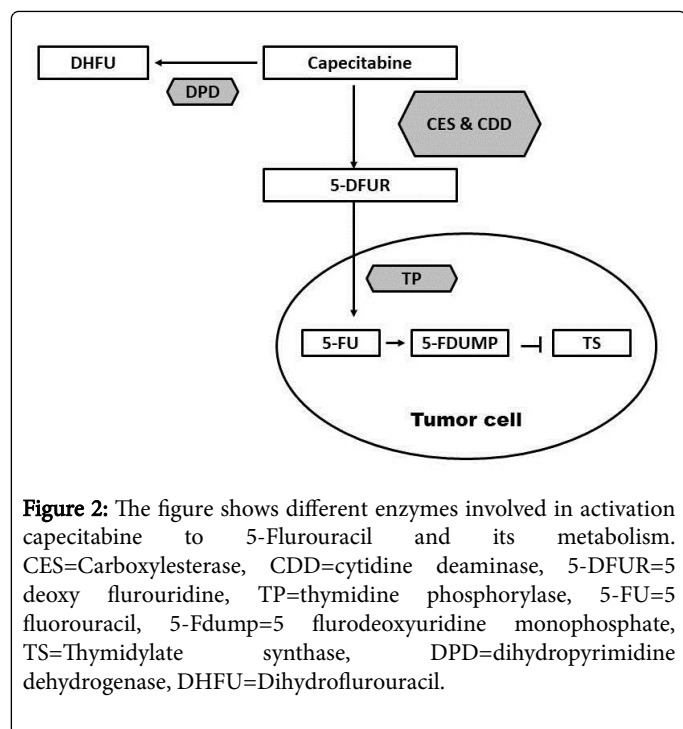 DHFU
Capecitabine
DPD
CES & CDD
5-DFUR
TP
5-FU
5-FDUMP
TS
Tumor cell
Figure 2: The figure shows different enzymes involved in activation
capecitabine to 5-Flurouracil and its metabolism.
CES=Carboxylesterase, CDD=cytidine deaminase, 5-DFUR=5
deoxy flurouridine, TP=thymidine phosphorylase, 5-FU=5
fluorouracil, 5-Fdump=5 flurodeoxyuridine monophosphate,
TS=Thymidylate synthase, DPD=dihydropyrimidine
dehydrogenase, DHFU=Dihydroflurouracil.